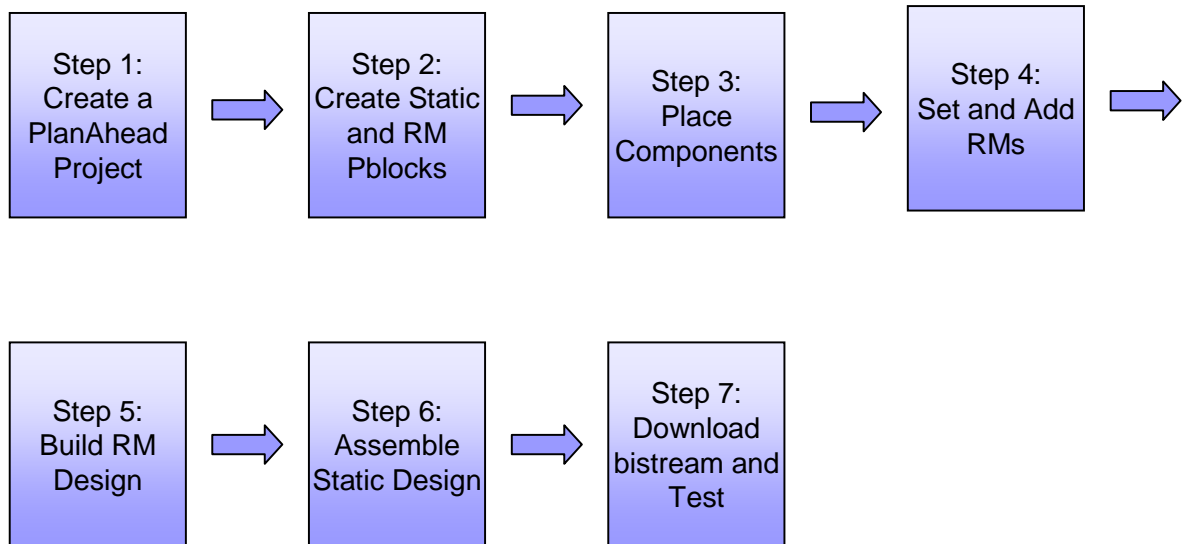 Step 1:
Create a
PlanAhead
Project
Step 2:
Create Static
and RM
Pblocks
Step 3:
Place
Components
Step 4:
Set and Add
RMs
Step 5:
Build RM
Design
Step 6:
Assemble
Static Design
Step 7:
Download
bistream and
Test